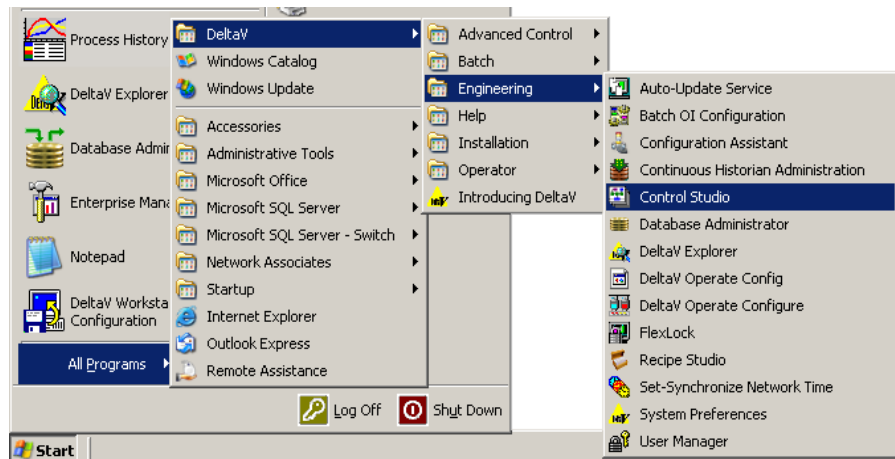 Process History
DeltaV Explorer
Database Admir
Enterprise Mana
Notepad
DeltaV Worksta
Configuration
All Programs
Log Off
Shut Down
Start
DeltaV
Windows Catalog
Windows Update
Accessories
Administrative Tools
Microsoft Office
Microsoft SQL Server
Microsoft SQL Server - Switch
Network Associates
Startup
Internet Explorer
Outlook Express
Remote Assistance
Advanced Control
Batch
Engineering
Help
Installation
Operator
Introducing DeltaV
Auto-Update Service
Batch OI Configuration
Configuration Assistant
Continuous Historian Administration
Control Studio
Database Administrator
DeltaV Explorer
DeltaV Operate Config
DeltaV Operate Configure
FlexLock
Recipe Studio
Set-Synchronize Network Time
System Preferences
User Manager